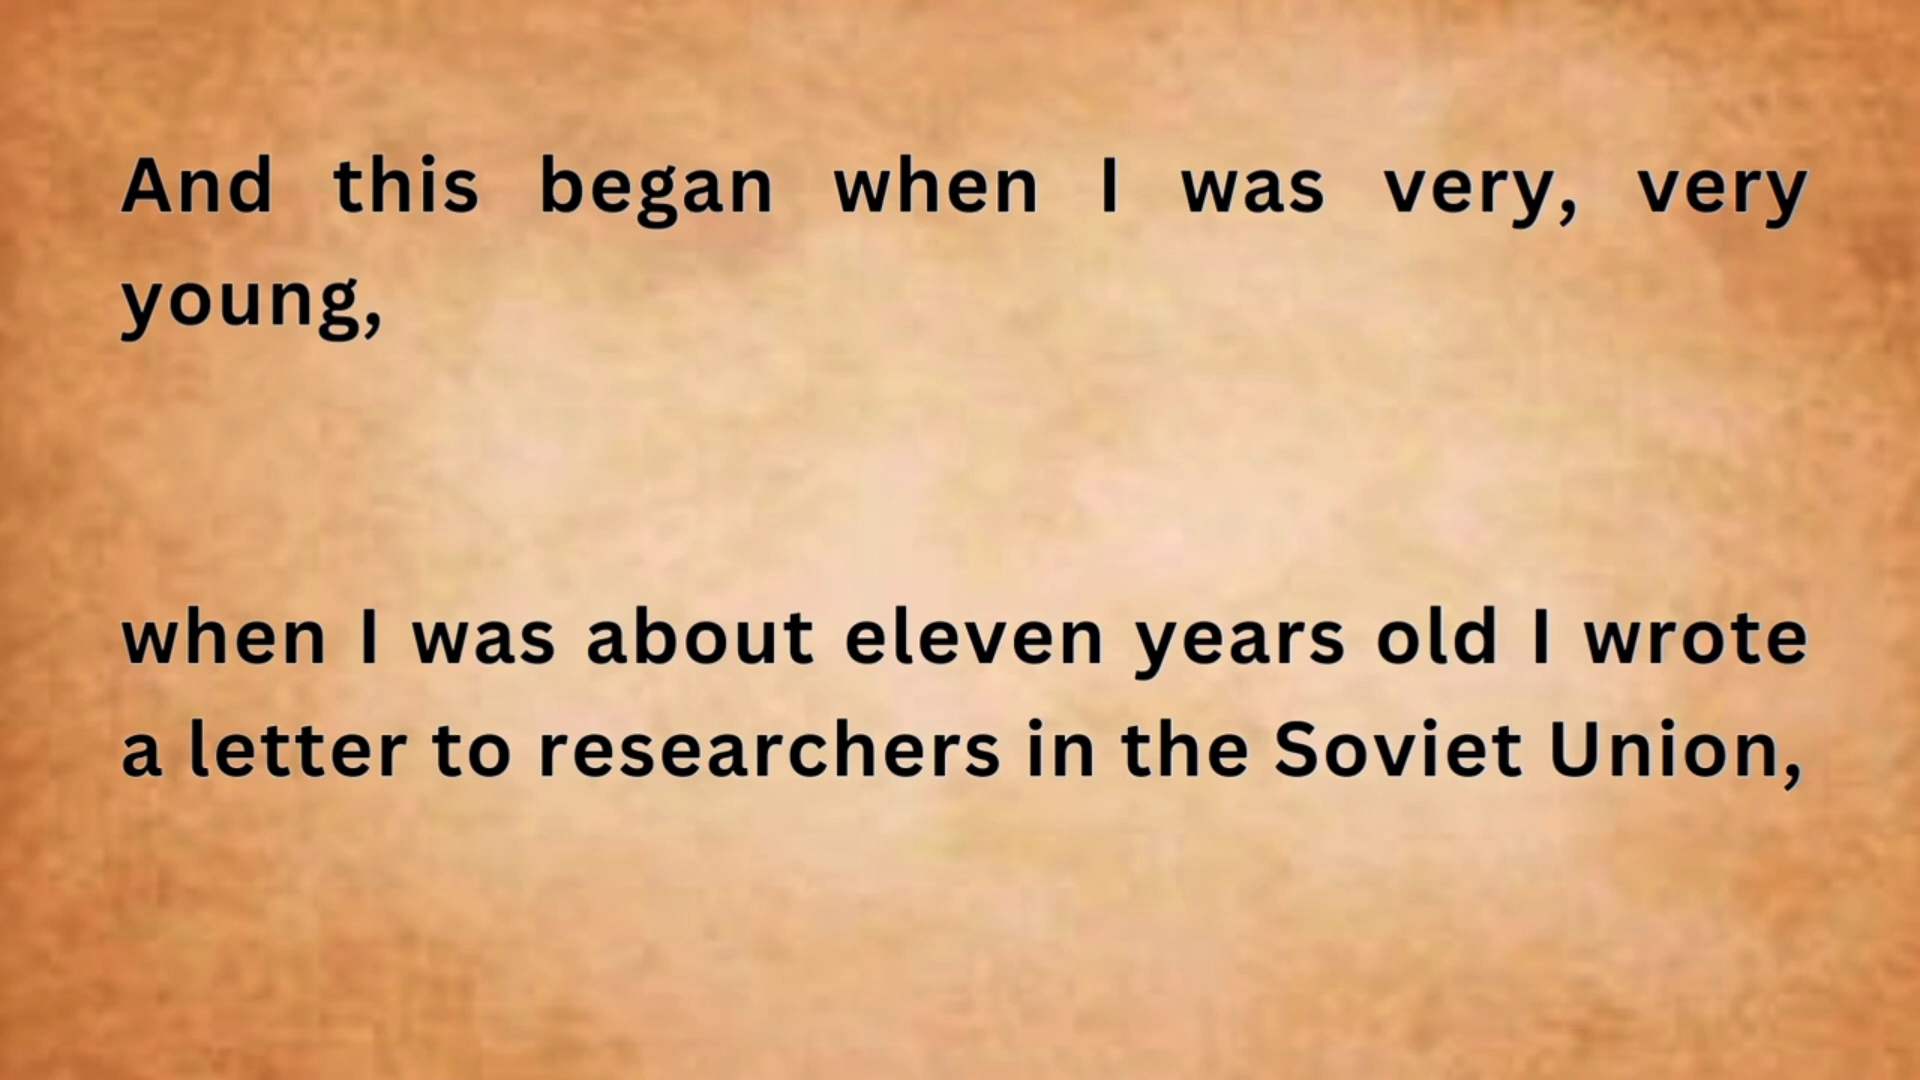 And this began when I was very, very
young,
when I was about eleven years old I wrote
a letter to researchers in the Soviet Union,